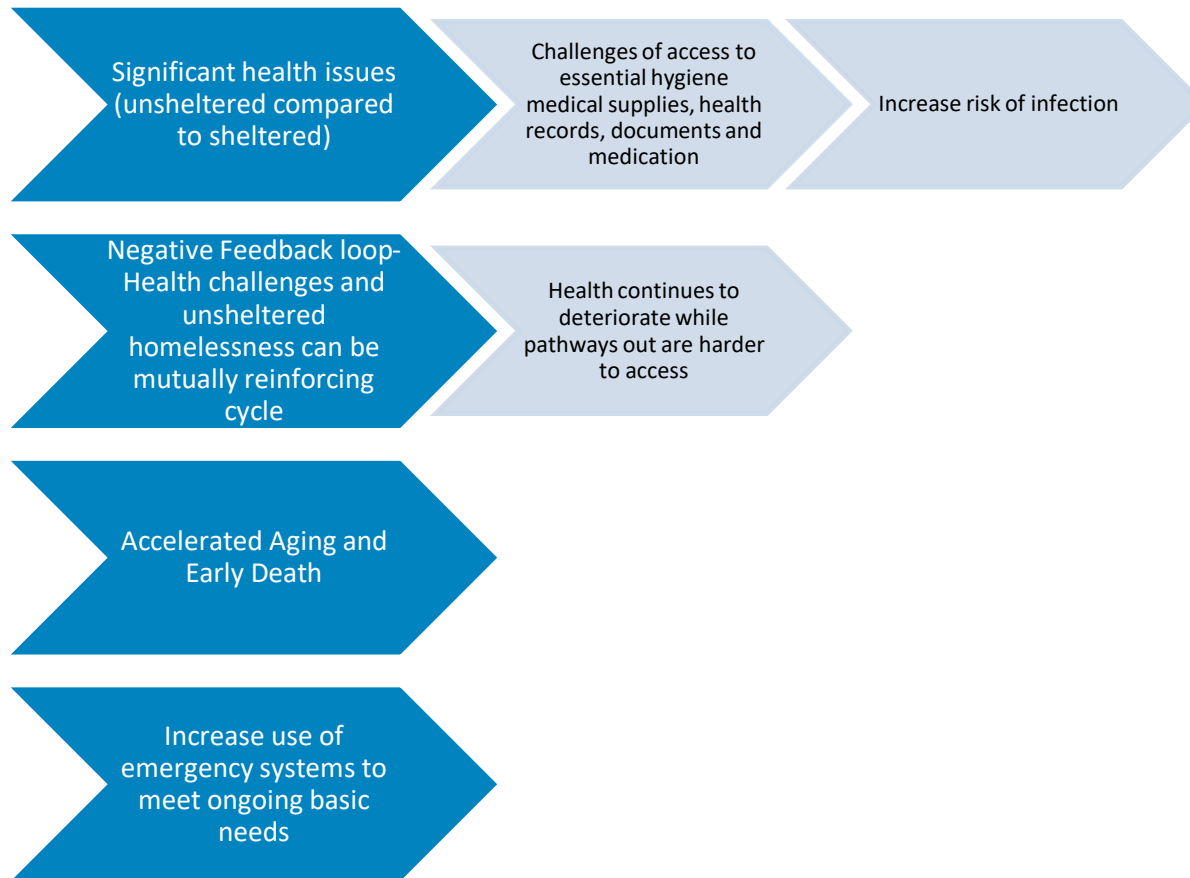 Significant health issues
(unsheltered compared
to sheltered)
Challenges of access to
essential hygiene
medical supplies, health
records, documents and
medication
Increase risk of infection
Negative Feedback loop-
Health challenges and
unsheltered
homelessness can be
mutually reinforcing
cycle
Health continues to
deteriorate while
pathways out are harder
to access
Accelerated Aging and
Early Death
Increase use of
emergency systems to
meet ongoing basic
needs